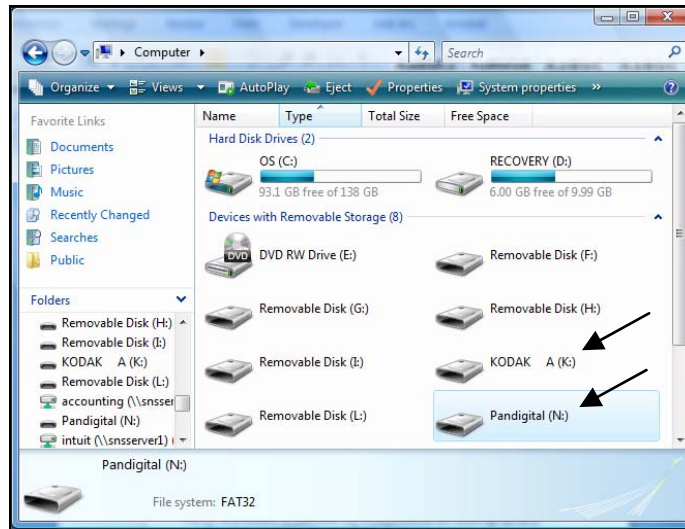 Computer
Search
Organize Views AutoPlay Eject Properties System properties »
Favorite Links
Documents
Pictures
Music
Recently Changed
Searches
Public
Folders
Removable Disk (H:)
Removable Disk (I:)
KODAK A (K:)
Removable Disk (L:)
accounting (\\snsser
Pandigital (N:)
intuit (\\snsserver1) (
Name Type Total Size Free Space
Hard Disk Drives (2)
OS (C:)
93.1 GB free of 138 GB
RECOVERY (D:)
6.00 GB free of 9.99 GB
Devices with Removable Storage (8)
DVD
DVD RW Drive (E:)
Removable Disk (F:)
Removable Disk (G:)
Removable Disk (H:)
Removable Disk (I:)
KODAK A (K:)
Removable Disk (L:)
Pandigital (N:)
Pandigital (N:)
File system: FAT32